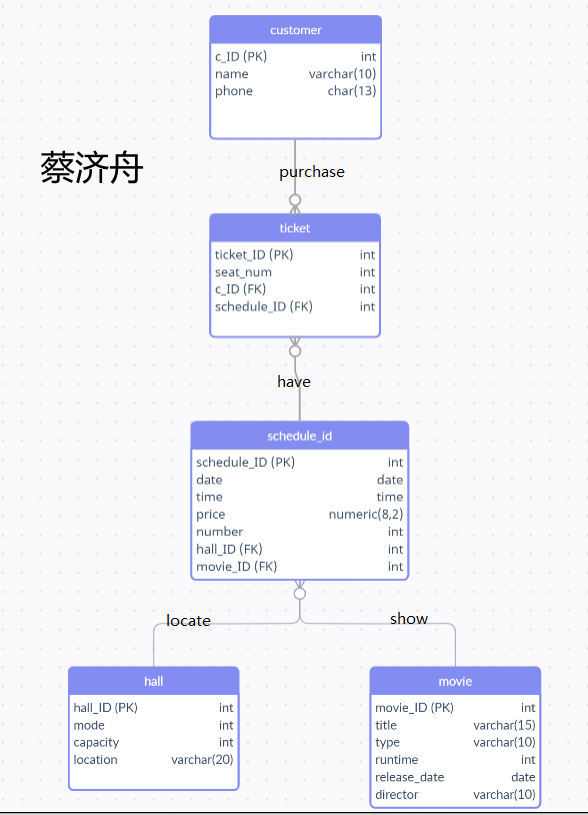 customer
c_ID (PK) int
name varchar(10)
phone char(13)
蔡济舟
purchase
ticket
ticket_ID (PK) int
seat_num int
c_ID (FK) int
schedule_ID (FK) int
have
schedule_id
schedule_ID (PK) int
date date
time time
price numeric(8,2)
number int
hall_ID (FK) int
movie_ID (FK) int
locate
show
hall
hall_ID (PK) int
mode int
capacity int
location varchar(20)
movie
movie_ID (PK) int
title varchar(15)
type varchar(10)
runtime int
release_date date
director varchar(10)